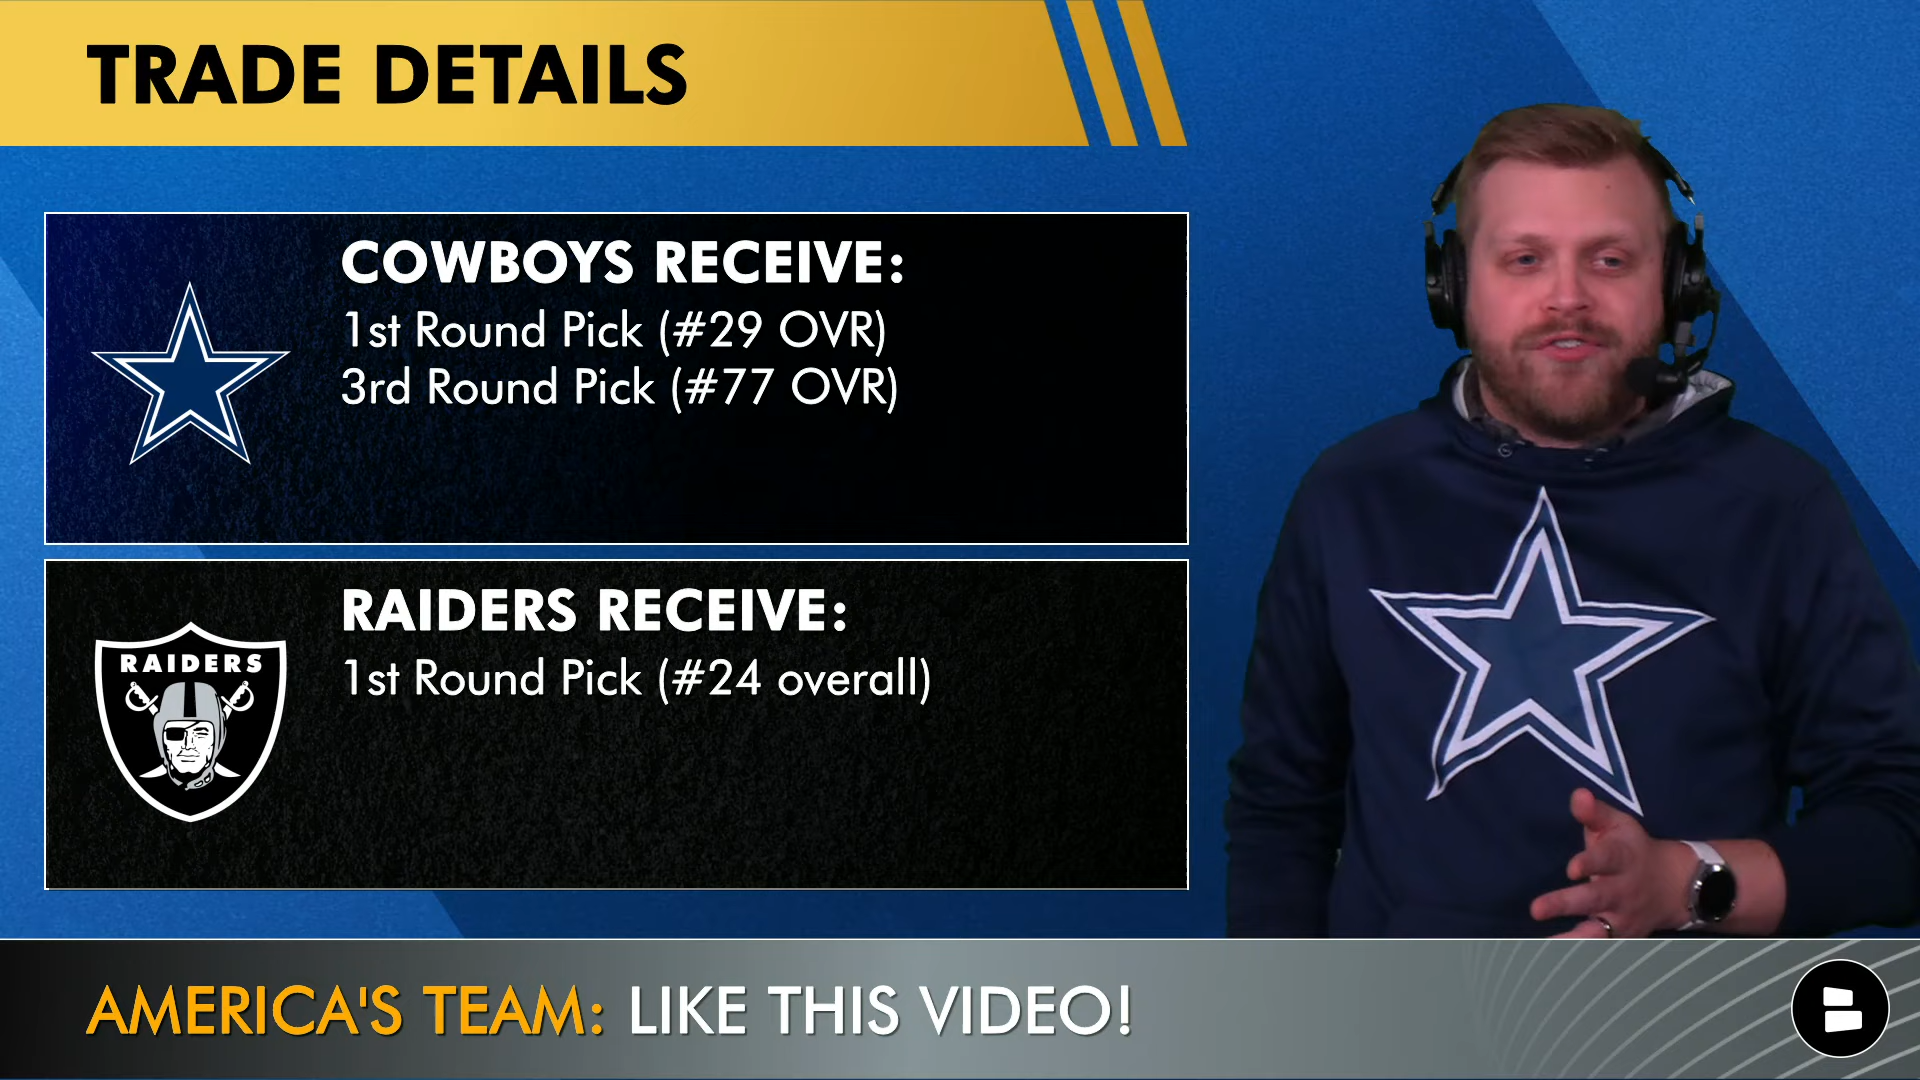 TRADE DETAILS
COWBOYS RECEIVE:
1st Round Pick (#29 OVR)
3rd Round Pick (#77 OVR)
RAIDERS RECEIVE:
1st Round Pick (#24 overall)
RAIDERS
AMERICA'S TEAM: LIKE THIS VIDEO!